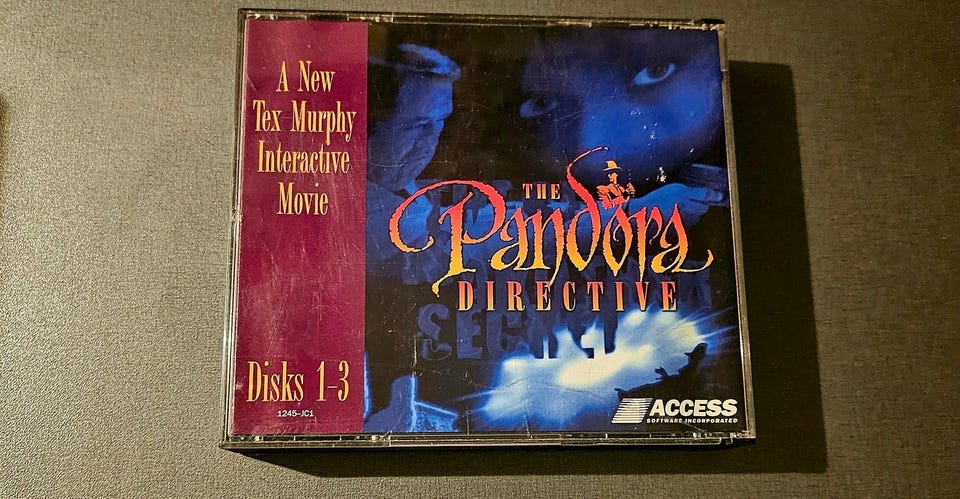 A New
Tex Murphy
Interactive
Movie
Disks 1-3
1245-JC1
THE
Pandora
DIRECTIVE
ACCESS
SOFTWARE INCORPORATED